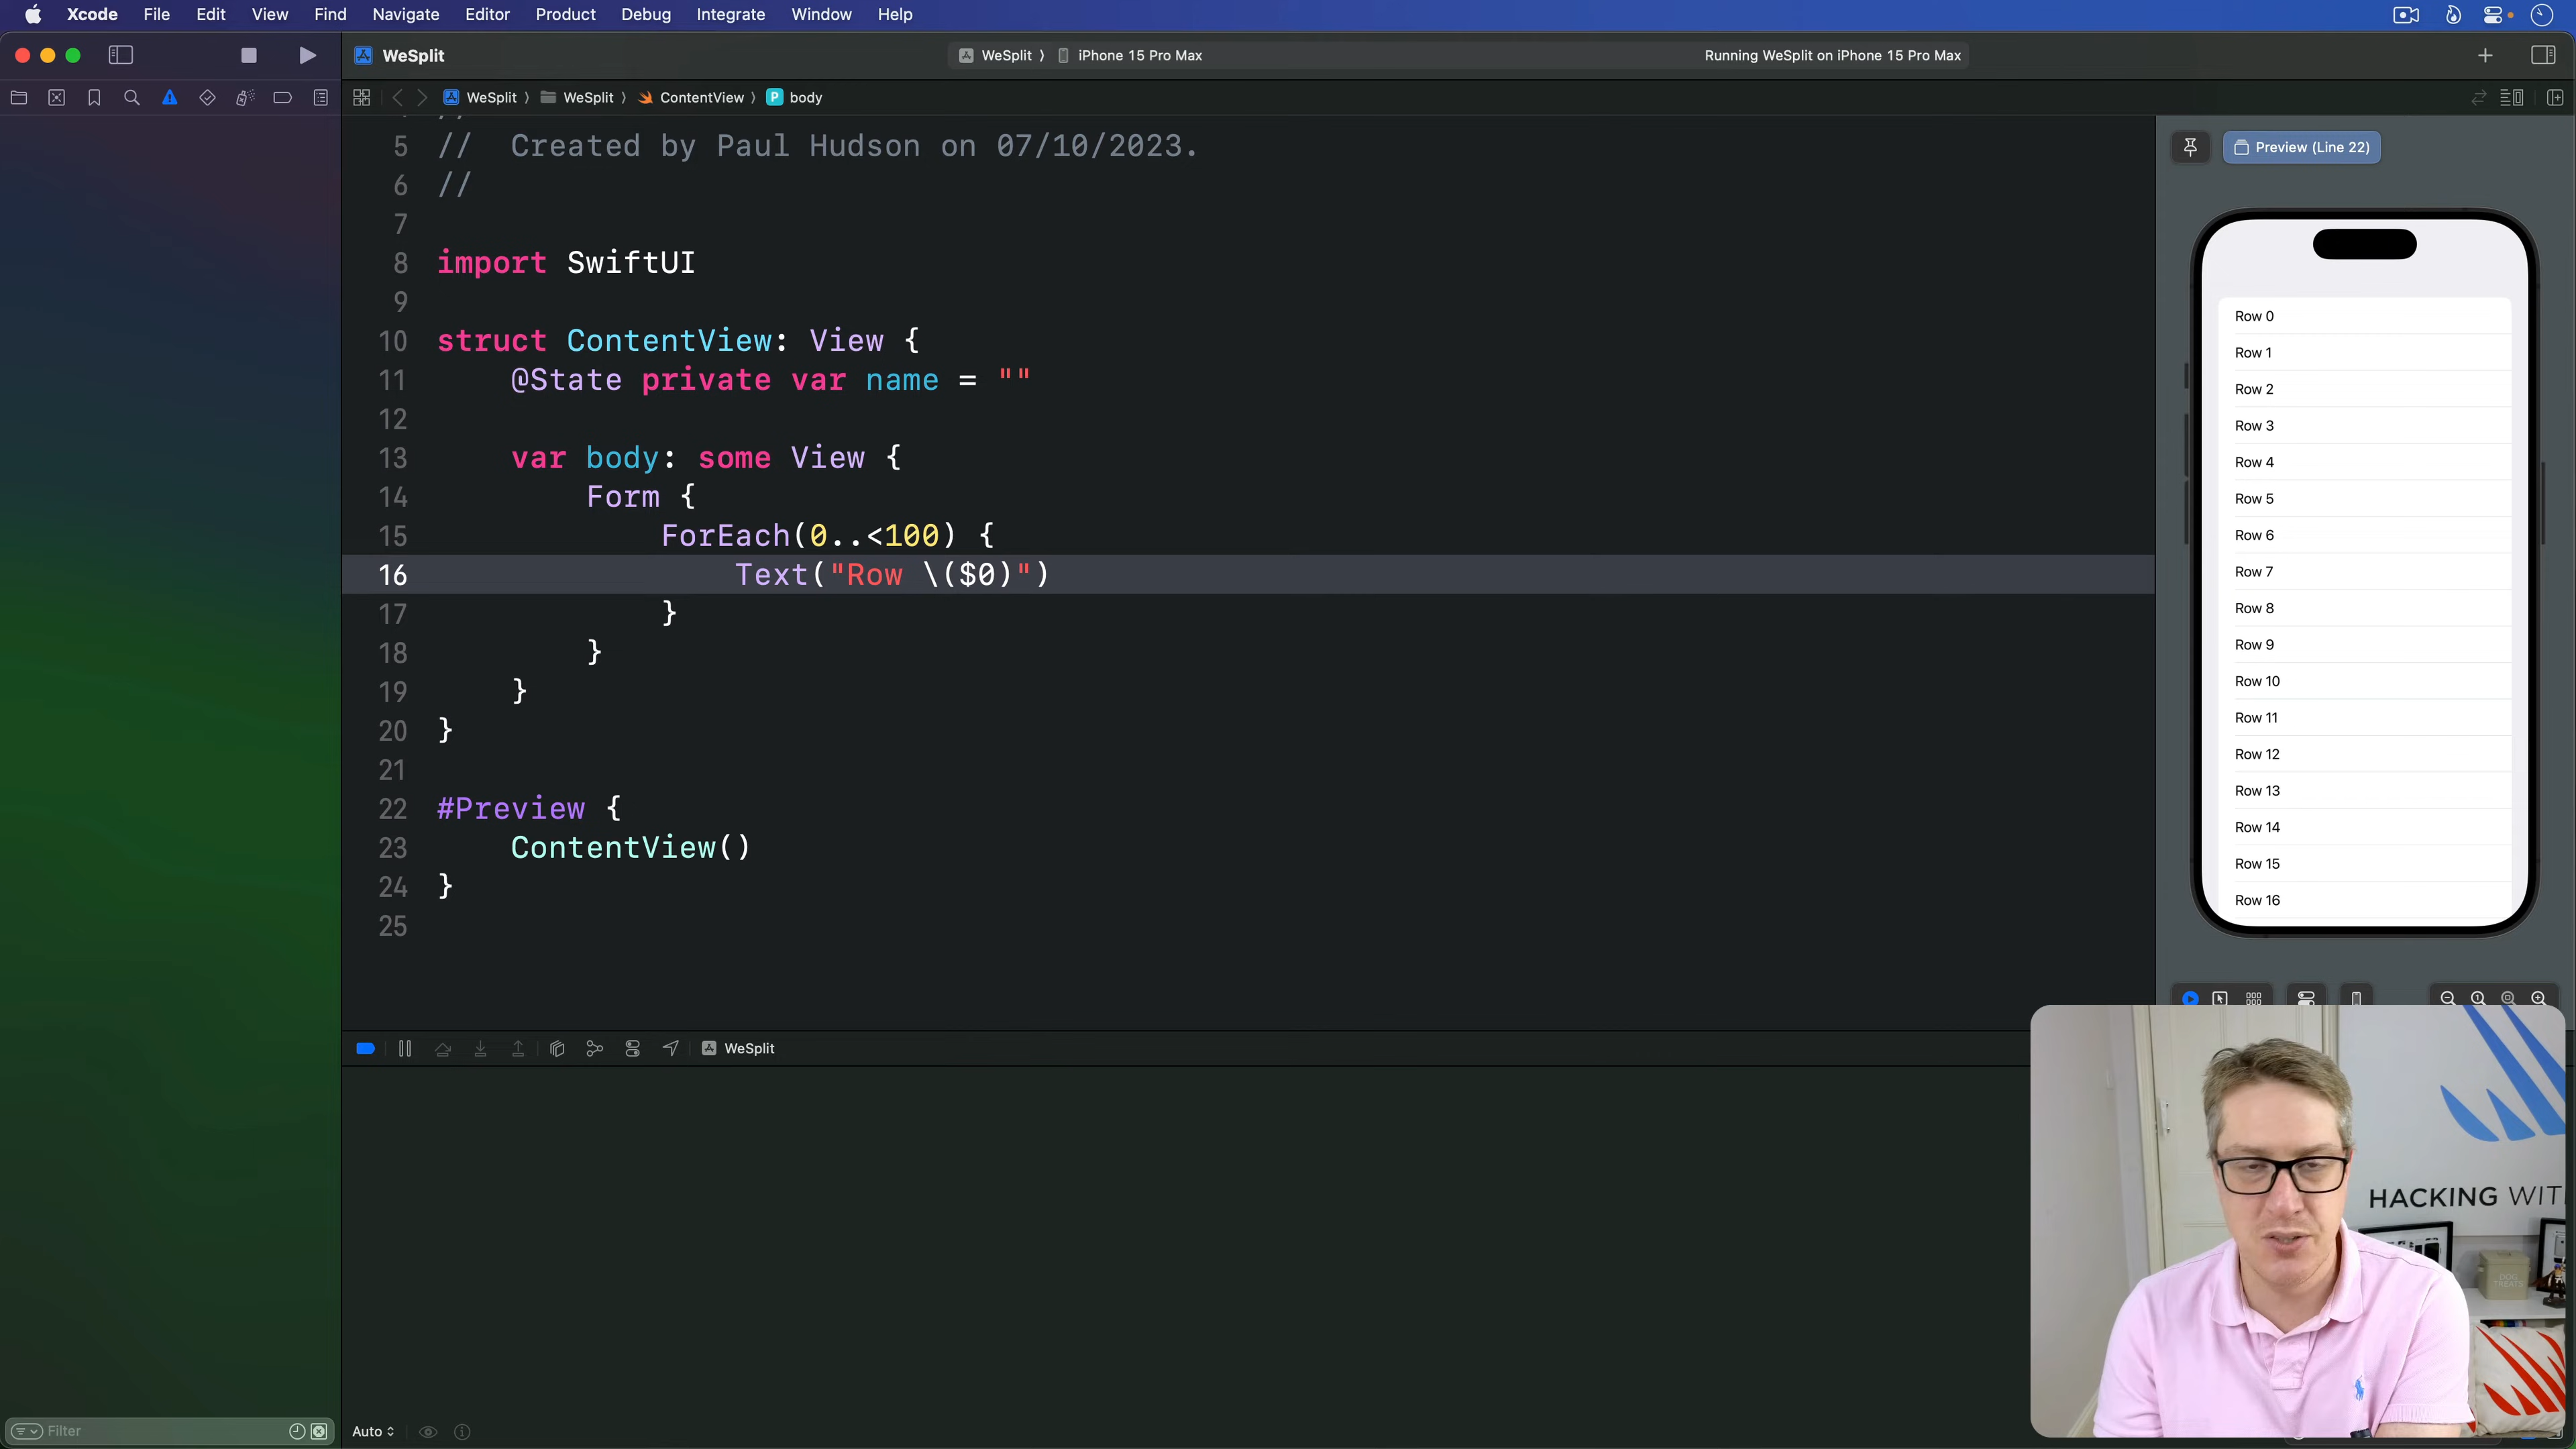 Xcode File Edit View Find Navigate Editor Product Debug Integrate Window Help
WeSplit
WeSplit 〉 iPhone 15 Pro Max
Running WeSplit on iPhone 15 Pro Max
WeSplit 〉 WeSplit 〉 ContentView 〉 P body
5 //  Created by Paul Hudson on 07/10/2023.
6 //
7
8 import SwiftUI
9
10 struct ContentView: View {
11 @State private var name = ""
12
13 var body: some View {
14 Form {
15 ForEach(0..<100) {
16 Text("Row \($0)")
17 }
18 }
19 }
20 }
21
22 #Preview {
23 ContentView()
24 }
25
Preview (Line 22)
Row 0
Row 1
Row 2
Row 3
Row 4
Row 5
Row 6
Row 7
Row 8
Row 9
Row 10
Row 11
Row 12
Row 13
Row 14
Row 15
Row 16
WeSplit
HACKING WIT
DOG
TREATS
Filter
Auto